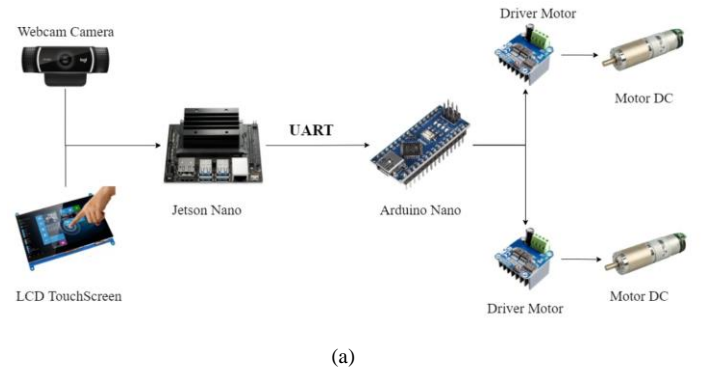 Driver Motor
Webcam Camera
Motor DC
UART
Jetson Nano
Arduino Nano
LCD TouchScreen
Driver Motor
Motor DC
(a)